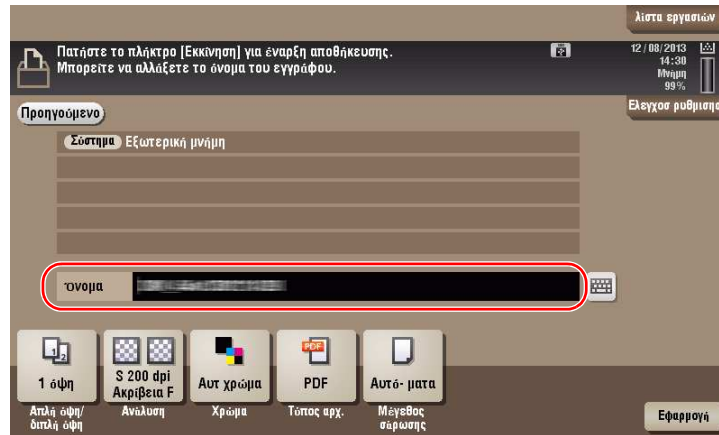 λίστα εργασιών
Πατήστε το πλήκτρο [Εκκίνηση] για έναρξη αποθήκευσης.
Μπορείτε να αλλάξετε το όνομα του εγγράφου.
12/08/2013
14:30
Μνήμη
99%
Προηγούμενο
Ελεγχοσ ρυθμισησ
Σύστημα Εξωτερική μνήμη
Όνομα
1 όψη
S 200 dpi
Ακρίβεια F
Αυτ χρώμα
PDF
PDF
Αυτό- ματα
Απλή όψη/
διπλή όψη
Ανάλυση
Χρώμα
Τύπος αρχ.
Μέγεθος
σάρωσης
Εφαρμογή